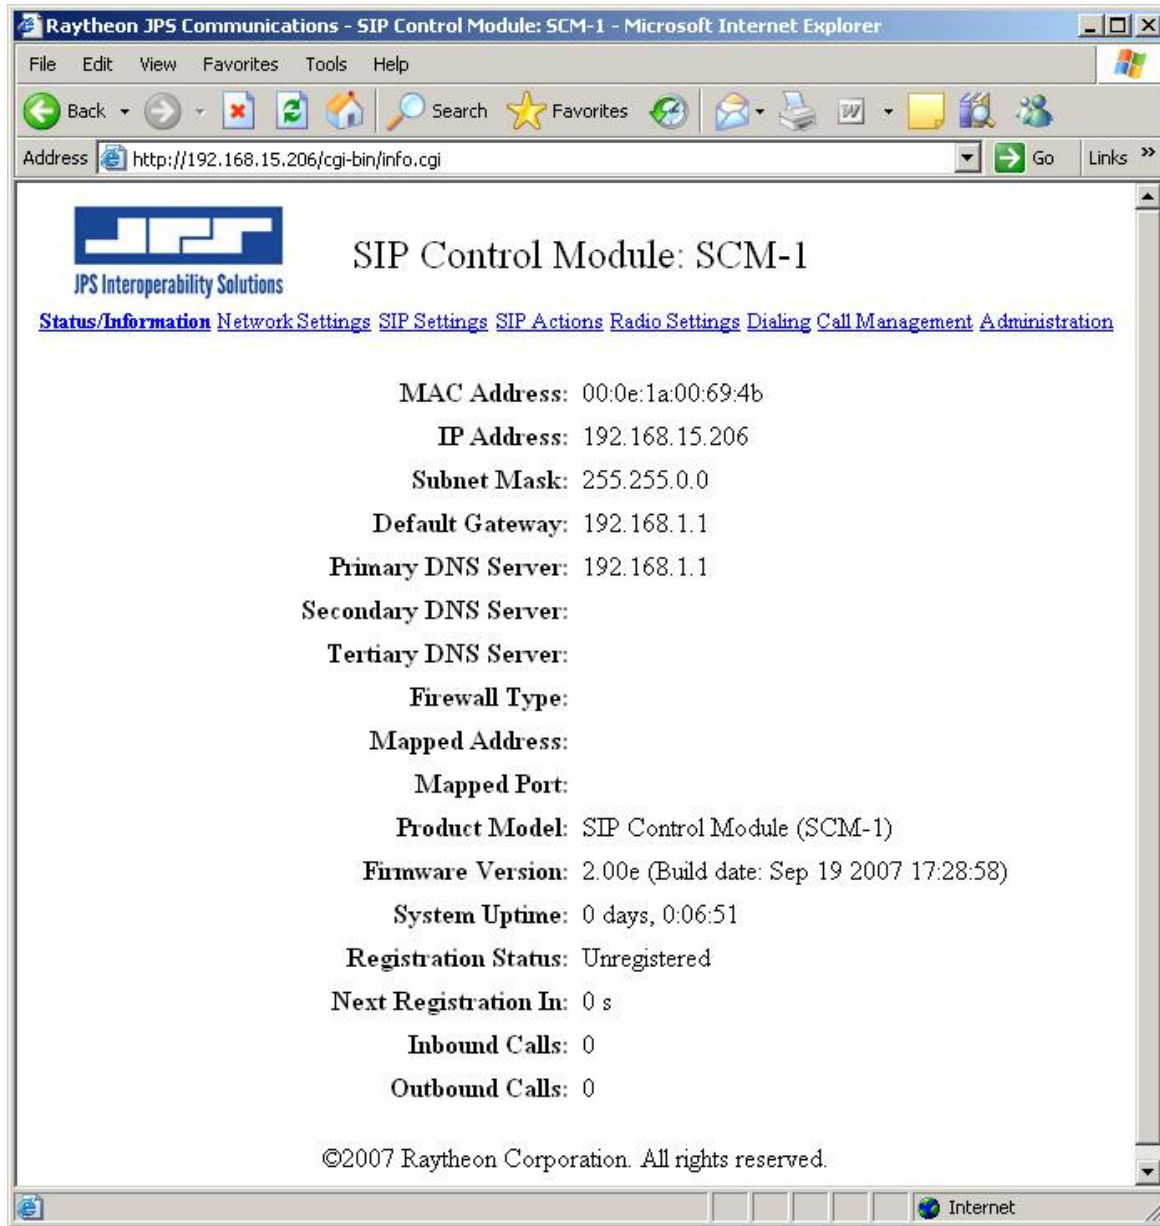 Raytheon JPS Communications - SIP Control Module: SCM-1 - Microsoft Internet Explorer
File Edit View Favorites Tools Help
Back Search Favorites
Address http://192.168.15.206/cgi-bin/info.cgi Go Links »
JPS
JPS Interoperability Solutions
SIP Control Module: SCM-1
Status/Information Network Settings SIP Settings SIP Actions Radio Settings Dialing Call Management Administration
MAC Address: 00:0e:1a:00:69:4b
IP Address: 192.168.15.206
Subnet Mask: 255.255.0.0
Default Gateway: 192.168.1.1
Primary DNS Server: 192.168.1.1
Secondary DNS Server:
Tertiary DNS Server:
Firewall Type:
Mapped Address:
Mapped Port:
Product Model: SIP Control Module (SCM-1)
Firmware Version: 2.00e (Build date: Sep 19 2007 17:28:58)
System Uptime: 0 days, 0:06:51
Registration Status: Unregistered
Next Registration In: 0 s
Inbound Calls: 0
Outbound Calls: 0
©2007 Raytheon Corporation. All rights reserved.
Internet